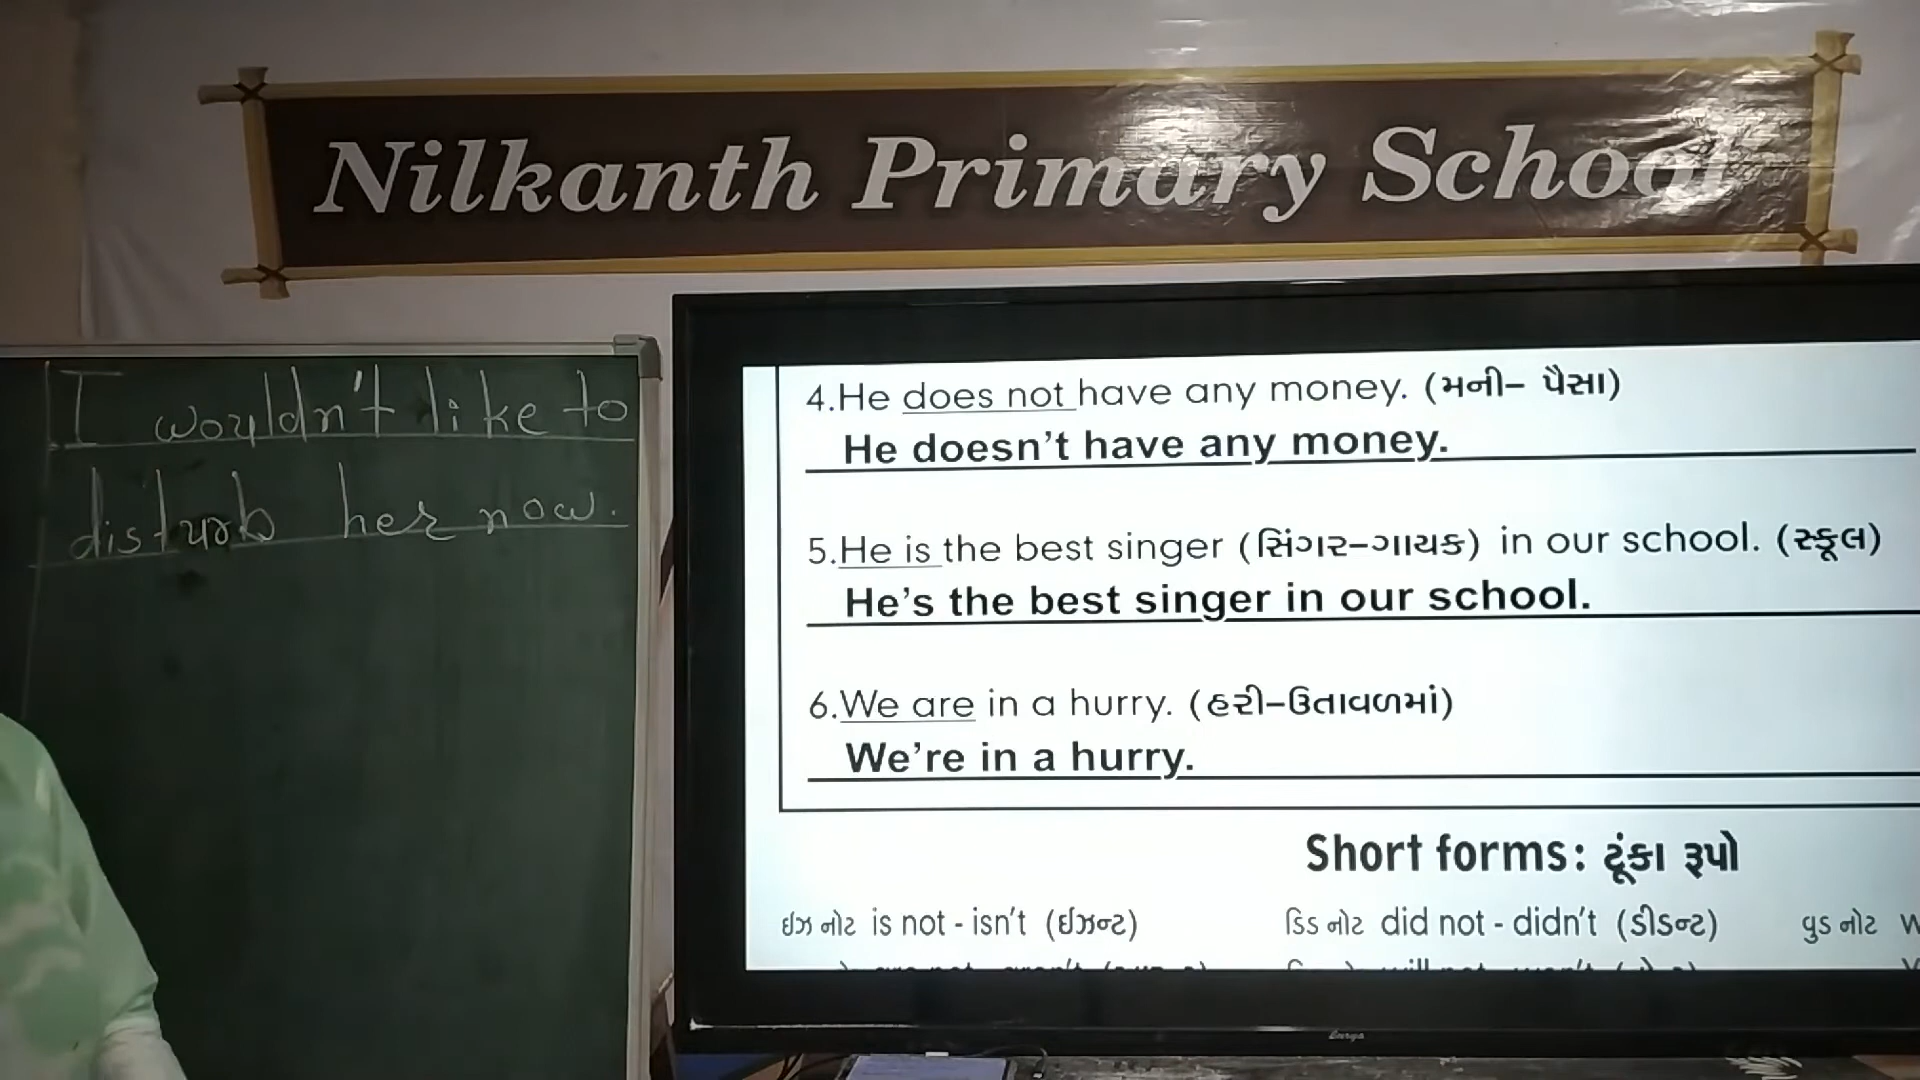 Nilkanth Primary School
I wouldn't like to
disturb her now.
4.He does not have any money. (મની– પૈસા)
He doesn't have any money.
5.He is the best singer (સિંગર–ગાયક) in our school. (સ્કૂલ)
He's the best singer in our school.
6.We are in a hurry. (હરી–ઉતાવળમાં)
We're in a hurry.
Short forms: ટૂંકા રૂપો
ઇઝ નોટ is not - isn't (ઈઝન્ટ) ડિડ નોટ did not - didn't (ડીડન્ટ) વુડ નોટ